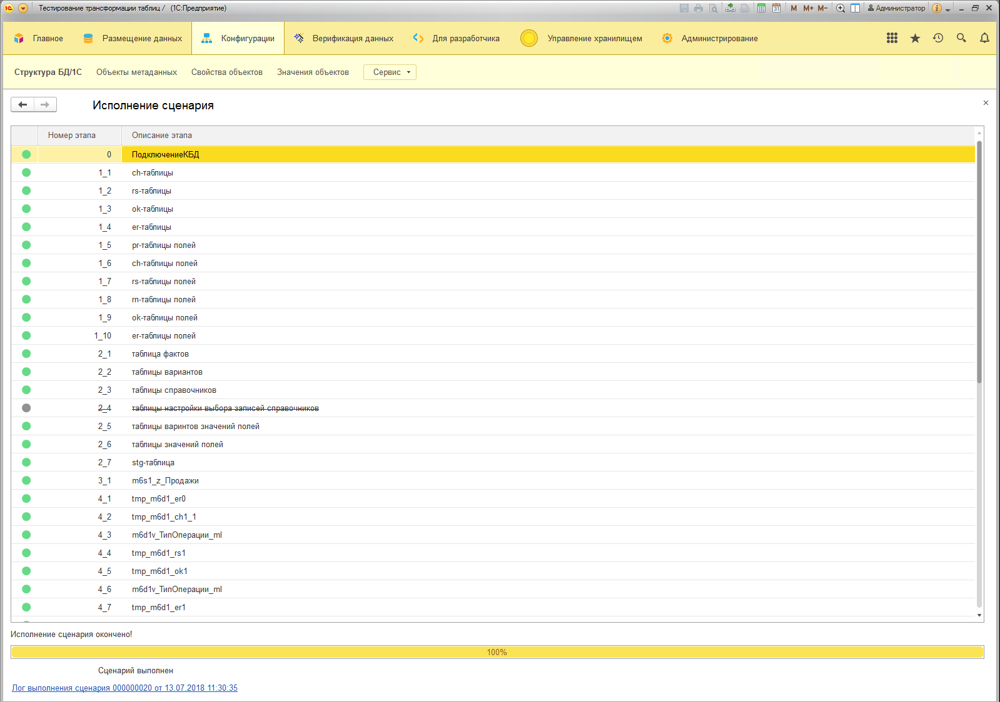 Тестирование трансформации таблиц / (1С:Предприятие) 31 M M+ M- Администратор
Главное Размещение данных Конфигурации Верификация данных Для разработчика Управление хранилищем Администрирование
Структура БД/1С Объекты метаданных Свойства объектов Значения объектов Сервис
Исполнение сценария
Номер этапа Описание этапа
0 ПодключениеКБД
1_1 ch-таблицы
1_2 rs-таблицы
1_3 ok-таблицы
1_4 er-таблицы
1_5 pr-таблицы полей
1_6 ch-таблицы полей
1_7 rs-таблицы полей
1_8 rn-таблицы полей
1_9 ok-таблицы полей
1_10 er-таблицы полей
2_1 таблица фактов
2_2 таблицы вариантов
2_3 таблицы справочников
2_4 таблицы настройки выбора записей справочников
2_5 таблицы варинтов значений полей
2_6 таблицы значений полей
2_7 stg-таблица
3_1 m6s1_z_Продажи
4_1 tmp_m6d1_er0
4_2 tmp_m6d1_ch1_1
4_3 m6d1v_ТипОперации_ml
4_4 tmp_m6d1_rs1
4_5 tmp_m6d1_ok1
4_6 m6d1v_ТипОперации_ml
4_7 tmp_m6d1_er1
Исполнение сценария окончено!
100%
Сценарий выполнен
Лог выполнения сценария 000000020 от 13.07.2018 11:30:35